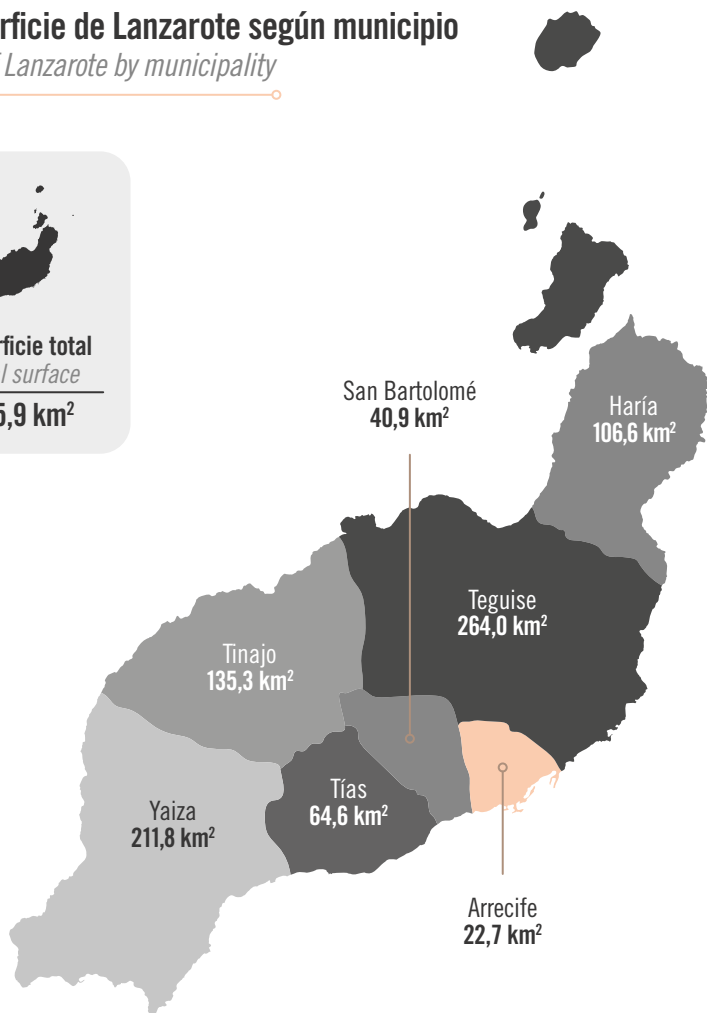 rficie de Lanzarote según municipio
Lanzarote by municipality
rficie total
l surface
5,9 km²
San Bartolomé
40,9 km²
Haría
106,6 km²
Teguise
264,0 km²
Tinajo
135,3 km²
Tías
64,6 km²
Yaiza
211,8 km²
Arrecife
22,7 km²